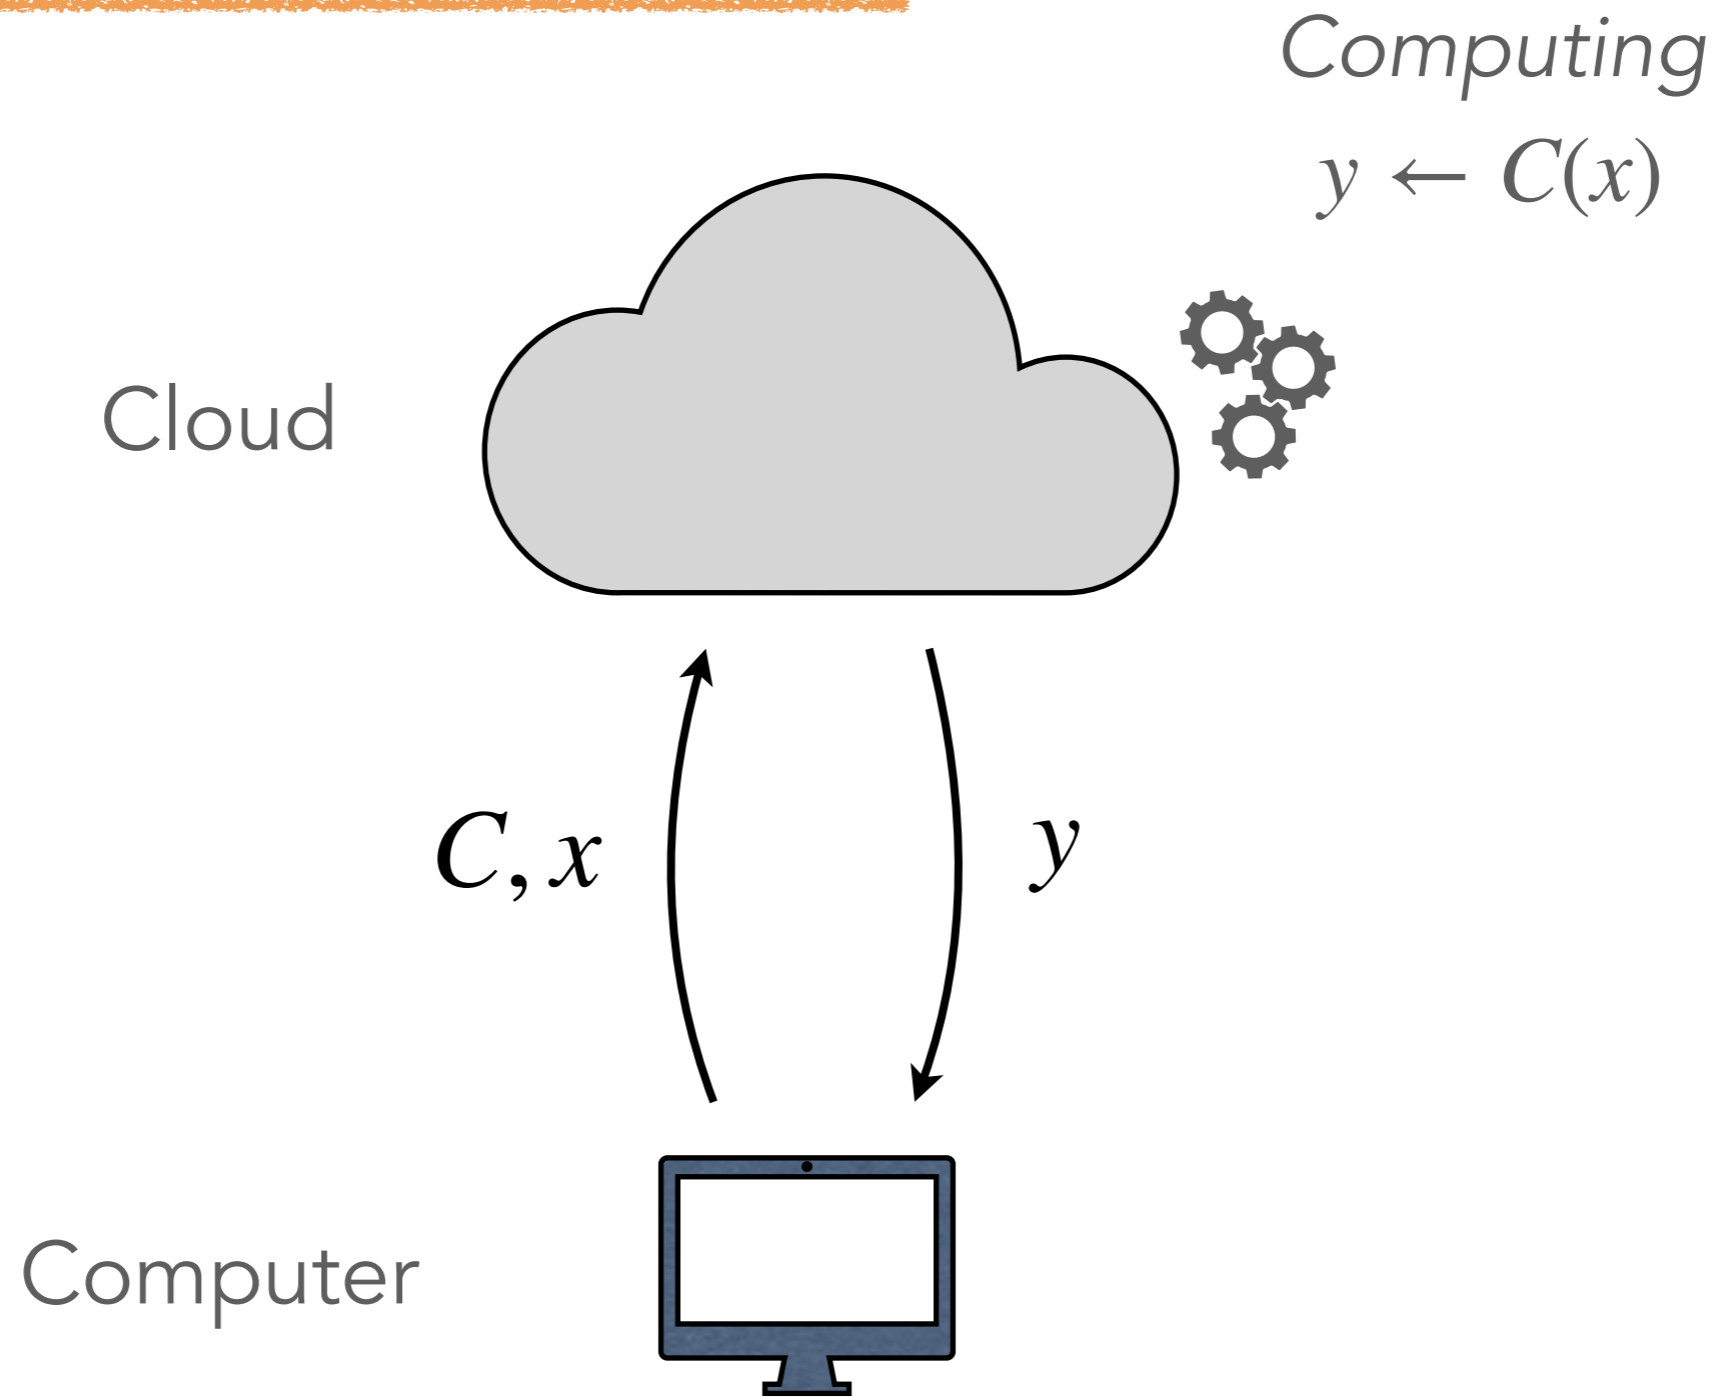 Computing
y ← C(x)
Cloud
C, x
y
Computer